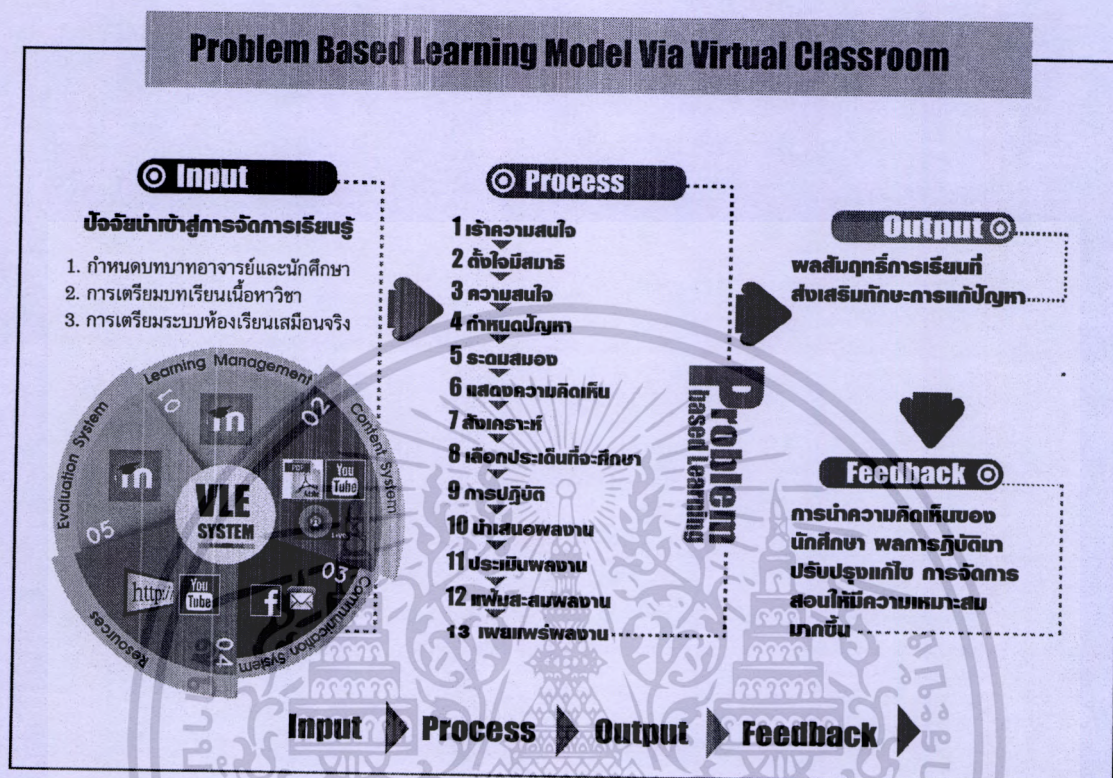 Problem Based Learning Model Via Virtual Classroom
Input
ปัจจัยนำเข้าสู่การจัดการเรียนรู้
1. กำหนดบทบาทอาจารย์และนักศึกษา
2. การเตรียมบทเรียนเนื้อหาวิชา
3. การเตรียมระบบห้องเรียนเสมือนจริง
Learning Management
01
02
Content System
PDF
Adobe
You
Tube
Live
03
Communication System
f
04
Resources
http://
You
Tube
05
Evaluation System
m
m
VLE
SYSTEM
Process
1 เร้าความสนใจ
2 ตั้งใจมีสมาธิ
3 ความสนใจ
4 กำหนดปัญหา
5 ระดมสมอง
6 แสดงความคิดเห็น
7 สังเคราะห์
8 เลือกประเด็นที่จะศึกษา
9 การปฏิบัติ
10 นำเสนอผลงาน
11 ประเมินผลงาน
12 แฟ้มสะสมผลงาน
13 เผยแพร่ผลงาน
Problem
based learning
Output
ผลสัมฤทธิ์การเรียนที่
ส่งเสริมทักษะการแก้ปัญหา
Feedback
การนำความคิดเห็นของ
นักศึกษา ผลการฏิบัติมา
ปรับปรุงแก้ไข การจัดการ
สอนให้มีความเหมาะสม
มากขึ้น
Input
Process
Output
Feedback